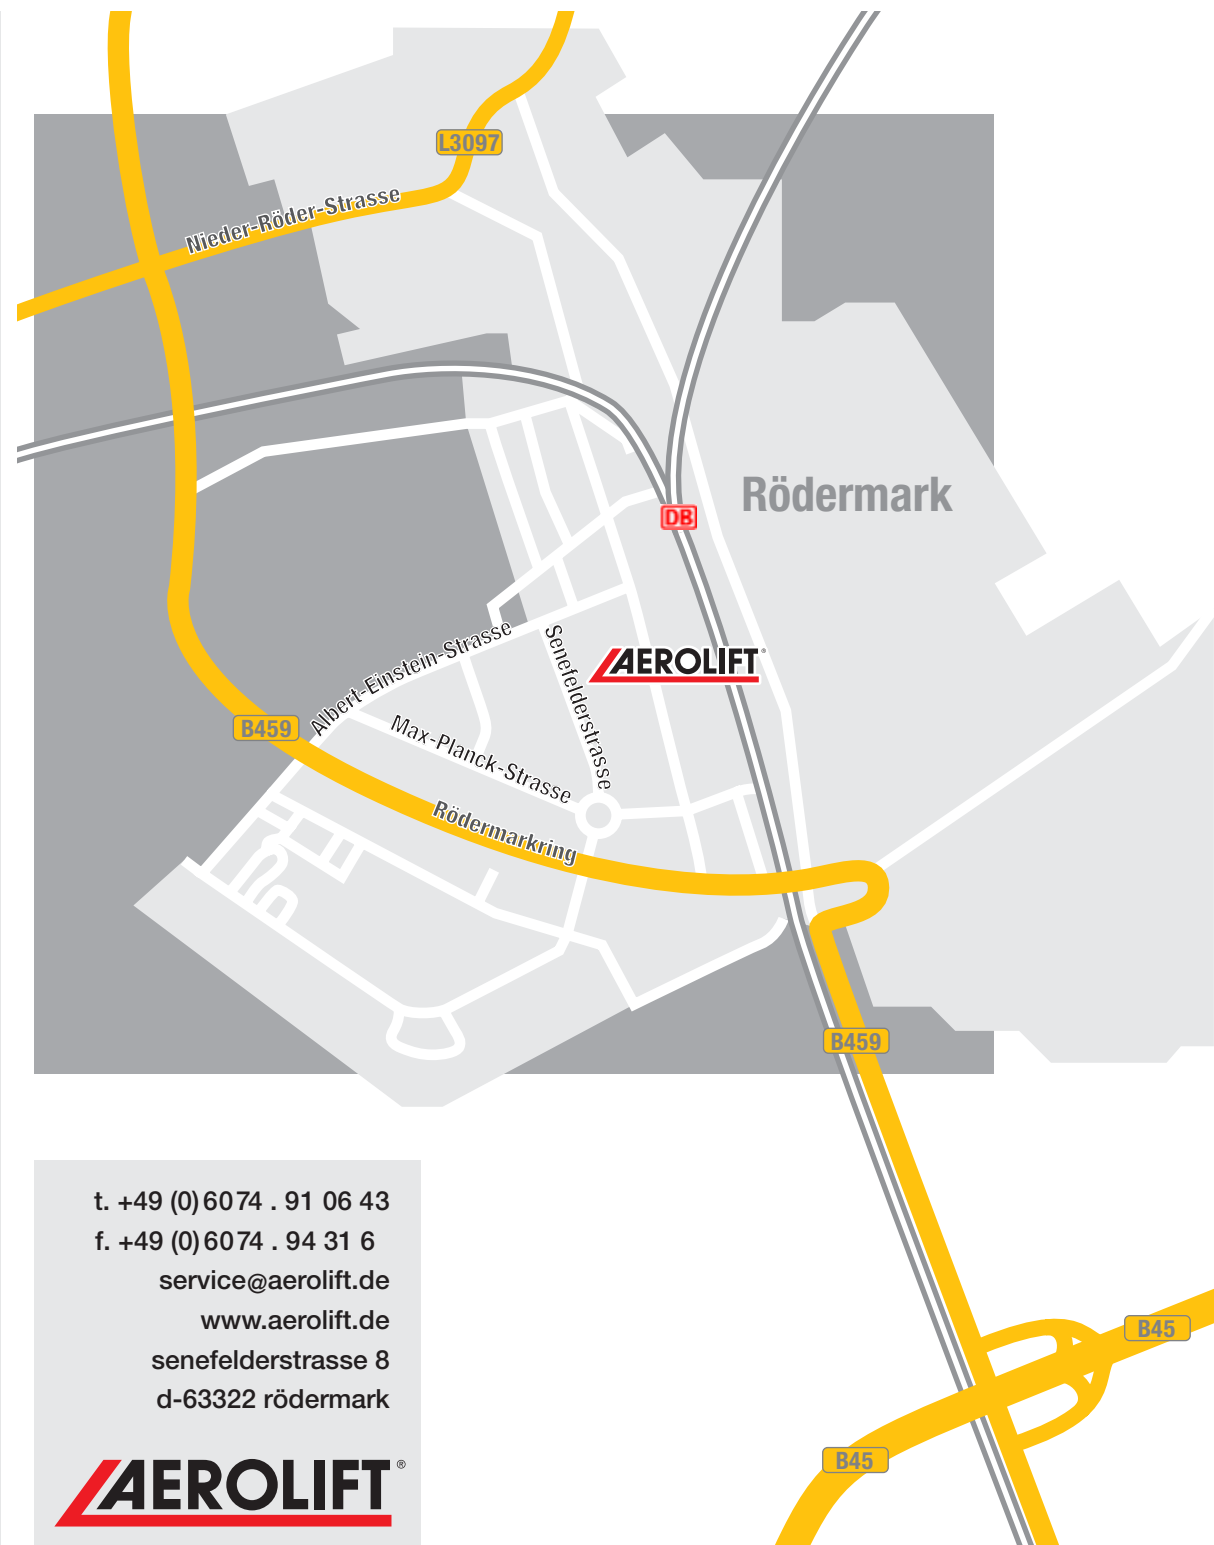 L3097
Nieder-Röder-Strasse
Rödermark
DB
Albert-Einstein-Strasse
Senefelderstrasse
AEROLIFT®
B459
Max-Planck-Strasse
Rödermarkring
B459
t. +49 (0) 6074 . 91 06 43
f. +49 (0) 6074 . 94 31 6
service@aerolift.de
www.aerolift.de
senefelderstrasse 8
d-63322 rödermark
B45
B45
AEROLIFT®